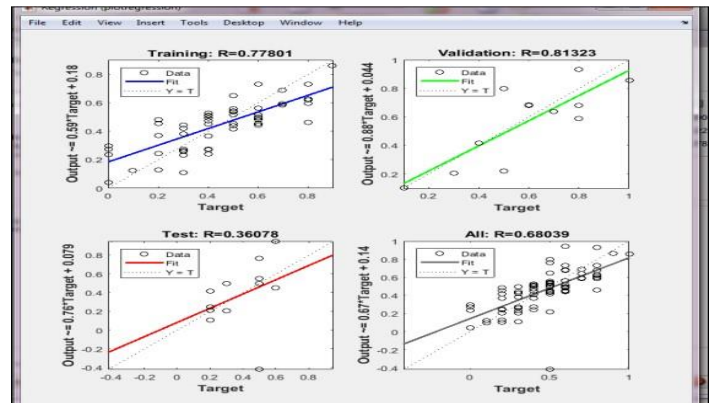 Regression (plotregression)
File Edit View Insert Tools Desktop Window Help
Training: R=0.77801
Output ~= 0.59*Target + 0.18
0.8
0.6
0.4
0.2
0
Data
Fit
Y = T
0 0.2 0.4 0.6 0.8
Target
Validation: R=0.81323
Output ~= 0.88*Target + 0.044
1
0.8
0.6
0.4
0.2
Data
Fit
Y = T
0.2 0.4 0.6 0.8 1
Target
Test: R=0.36078
Output ~= 0.76*Target + 0.079
0.8
0.6
0.4
0.2
0
-0.2
-0.4
Data
Fit
Y = T
-0.4 -0.2 0 0.2 0.4 0.6 0.8
Target
All: R=0.68039
Output ~= 0.67*Target + 0.14
1
0.8
0.6
0.4
0.2
0
-0.2
-0.4
Data
Fit
Y = T
0 0.5 1
Target